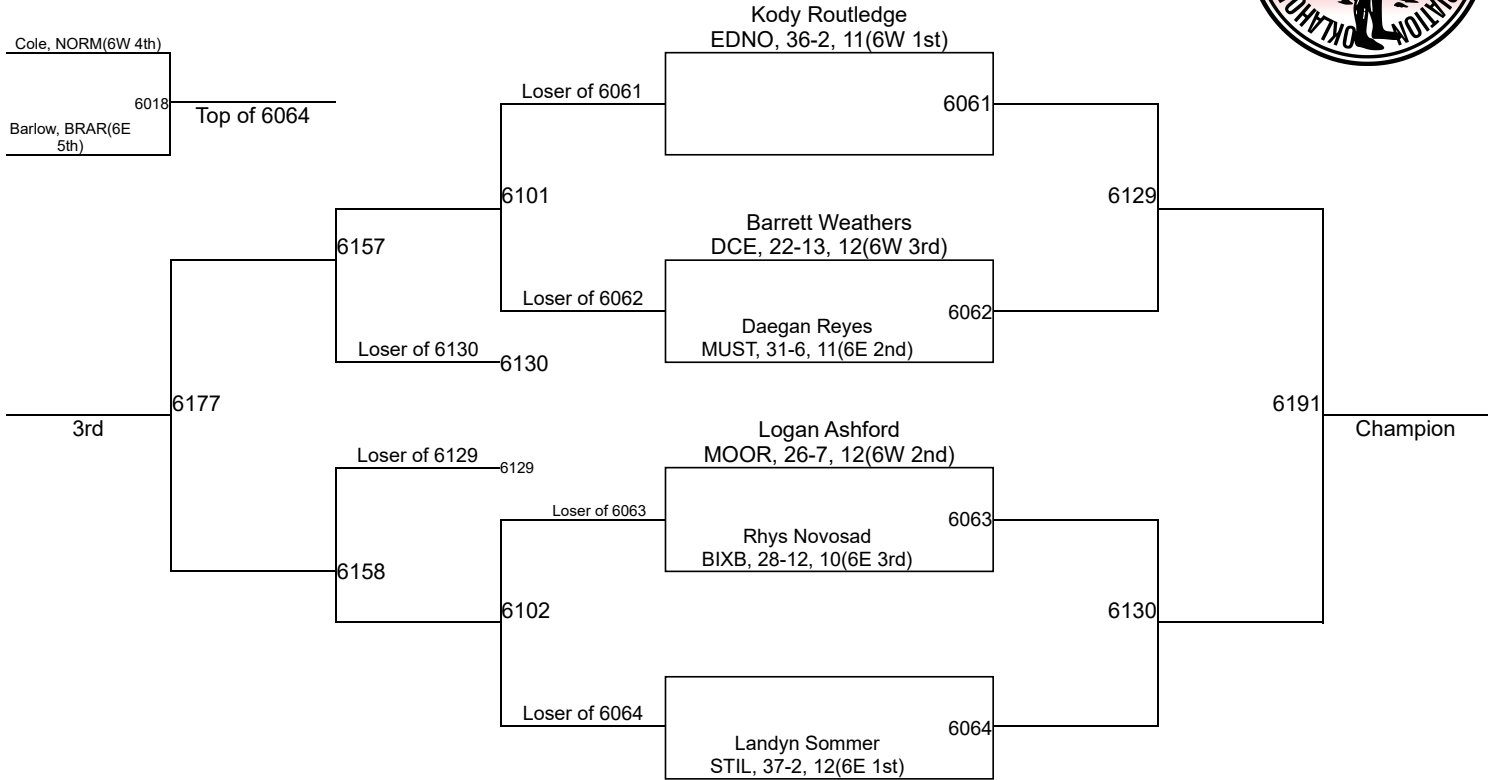 Cole, NORM(6W 4th)
6018
Top of 6064
Barlow, BRAR(6E
5th)
Kody Routledge
EDNO, 36-2, 11(6W 1st)
Loser of 6061
6061
6101
6129
Barrett Weathers
DCE, 22-13, 12(6W 3rd)
6157
Loser of 6062
6062
Daegan Reyes
MUST, 31-6, 11(6E 2nd)
Loser of 6130
6130
6177
3rd
6191
Champion
Logan Ashford
MOOR, 26-7, 12(6W 2nd)
Loser of 6129
6129
Loser of 6063
6063
Rhys Novosad
BIXB, 28-12, 10(6E 3rd)
6158
6102
6130
Loser of 6064
6064
Landyn Sommer
STIL, 37-2, 12(6E 1st)